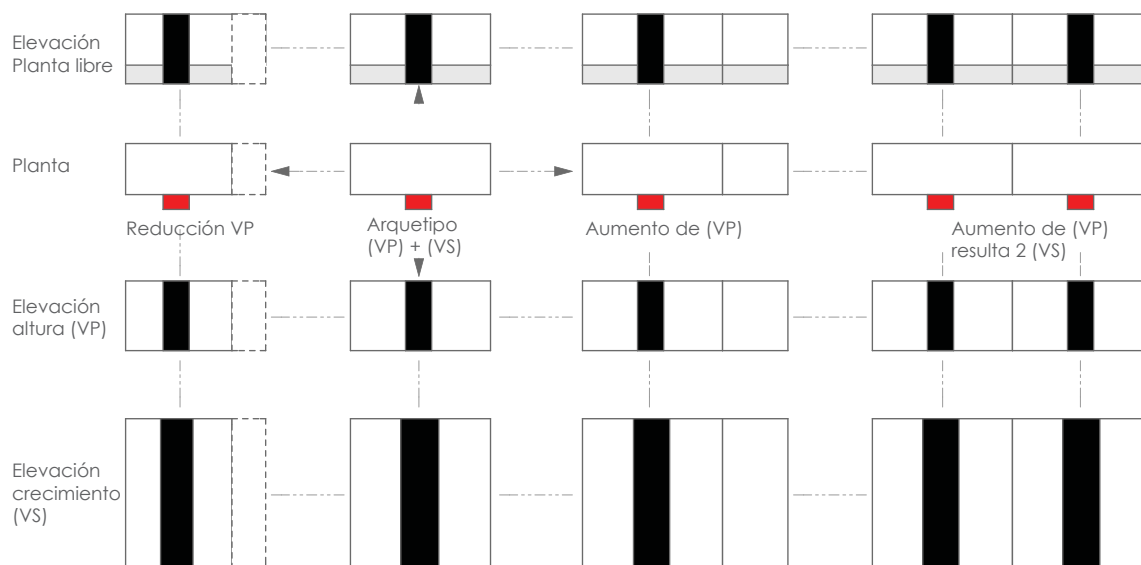 Elevación
Planta libre
Planta
Reducción VP
Arquetipo
(VP) + (VS)
Aumento de (VP)
Aumento de (VP)
resulta 2 (VS)
Elevación
altura (VP)
Elevación
crecimiento
(VS)